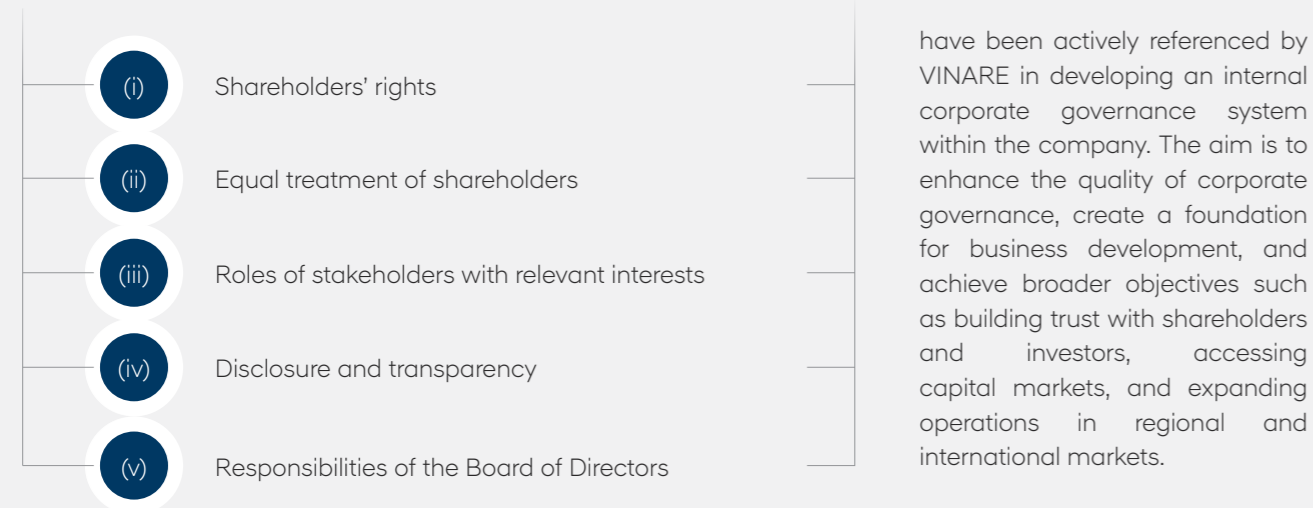 (i) Shareholders' rights
(ii) Equal treatment of shareholders
(iii) Roles of stakeholders with relevant interests
(iv) Disclosure and transparency
(v) Responsibilities of the Board of Directors
have been actively referenced by
VINARE in developing an internal
corporate governance system
within the company. The aim is to
enhance the quality of corporate
governance, create a foundation
for business development, and
achieve broader objectives such
as building trust with shareholders
and investors, accessing
capital markets, and expanding
operations in regional and
international markets.